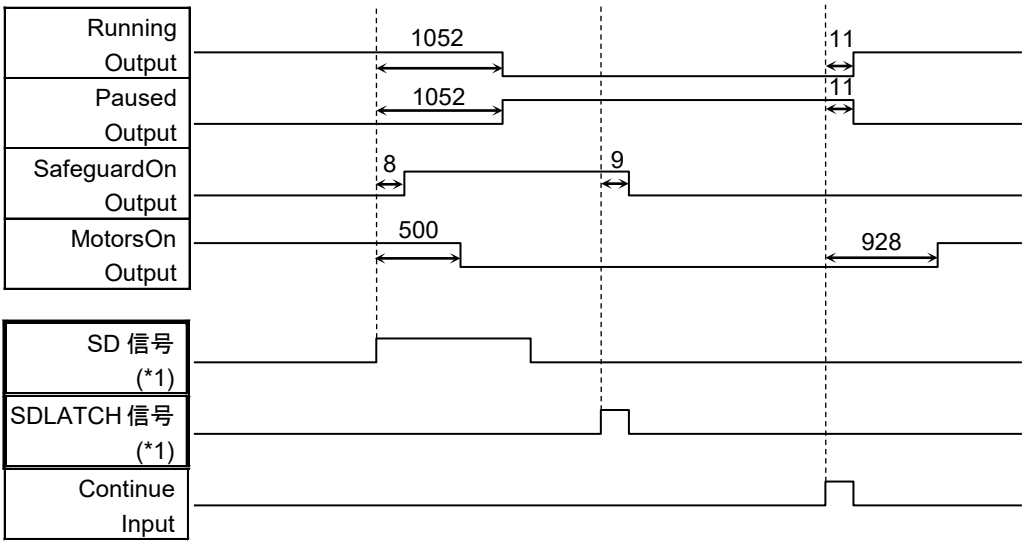 Running
Output
1052
11
Paused
Output
1052
11
SafeguardOn
Output
8
9
MotorsOn
Output
500
928
SD 信号
(*1)
SDLATCH 信号
(*1)
Continue
Input